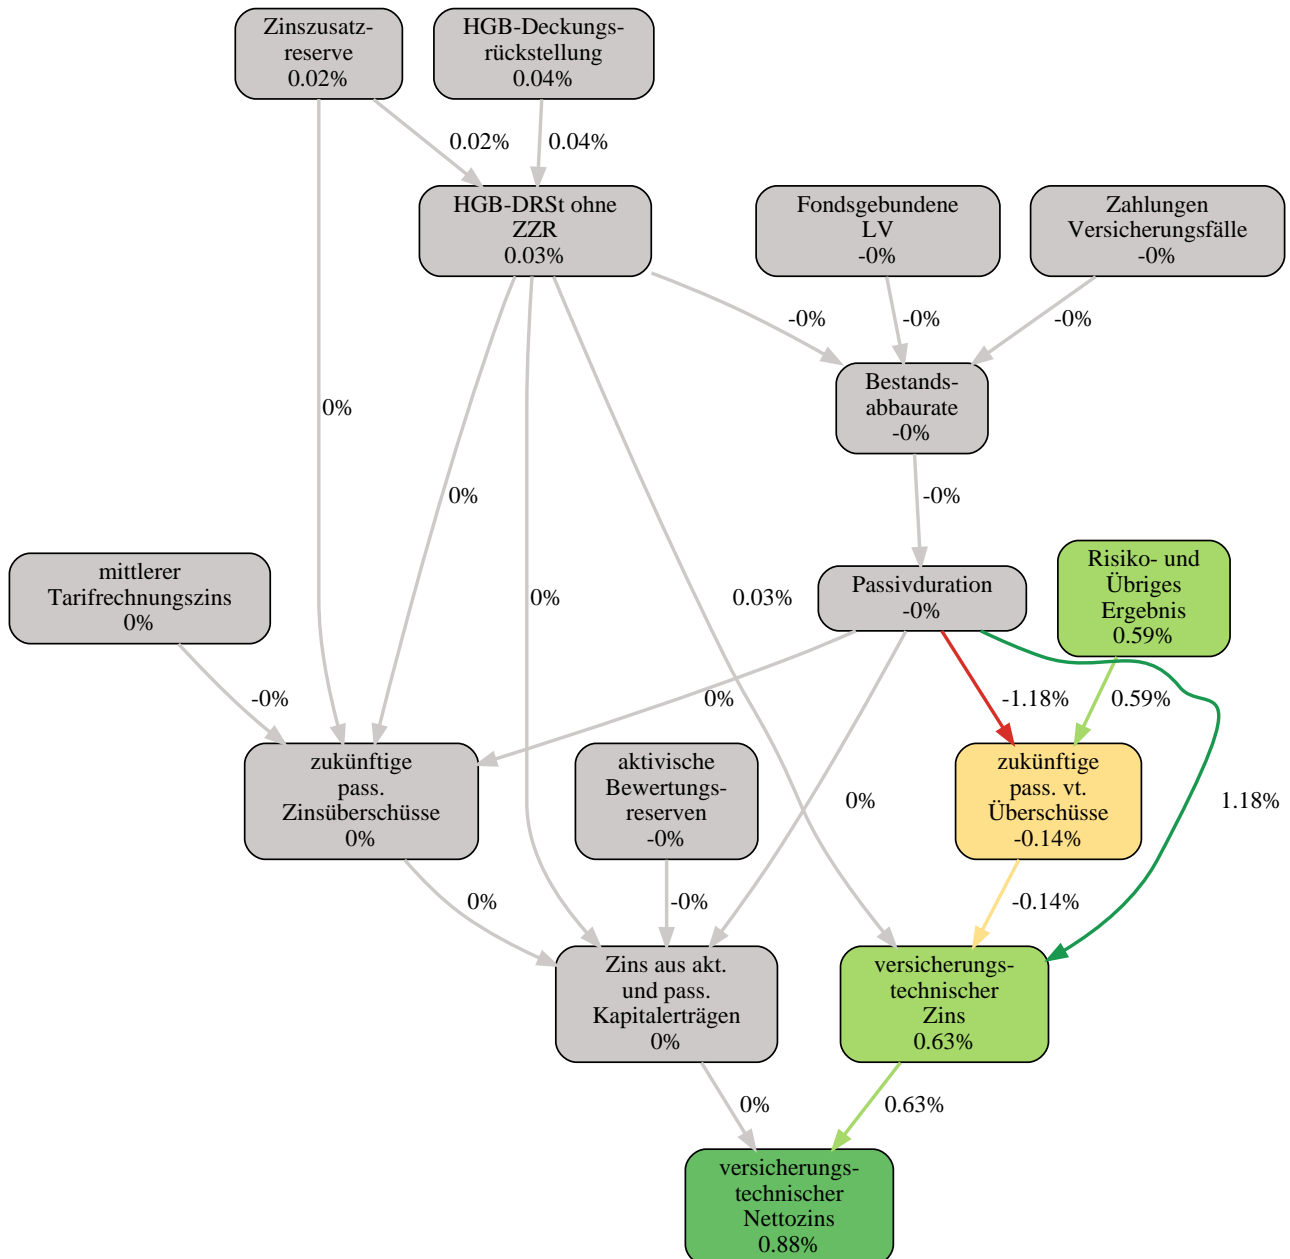 Zinszusatz-
reserve
0.02%
HGB-Deckungs-
rückstellung
0.04%
0.02%
0.04%
HGB-DRSt ohne
ZZR
0.03%
Fondsgebundene
LV
-0%
Zahlungen
Versicherungsfälle
-0%
-0%
-0%
-0%
Bestands-
abbaurate
-0%
0%
0%
-0%
mittlerer
Tarifrechnungszins
0%
0%
0.03%
Passivduration
-0%
Risiko- und
Übriges
Ergebnis
0.59%
-0%
0%
-1.18%
0.59%
zukünftige
pass.
Zinsüberschüsse
0%
aktivische
Bewertungs-
reserven
-0%
0%
zukünftige
pass. vt.
Überschüsse
-0.14%
1.18%
0%
-0%
-0.14%
Zins aus akt.
und pass.
Kapitalerträgen
0%
versicherungs-
technischer
Zins
0.63%
0%
0.63%
versicherungs-
technischer
Nettozins
0.88%